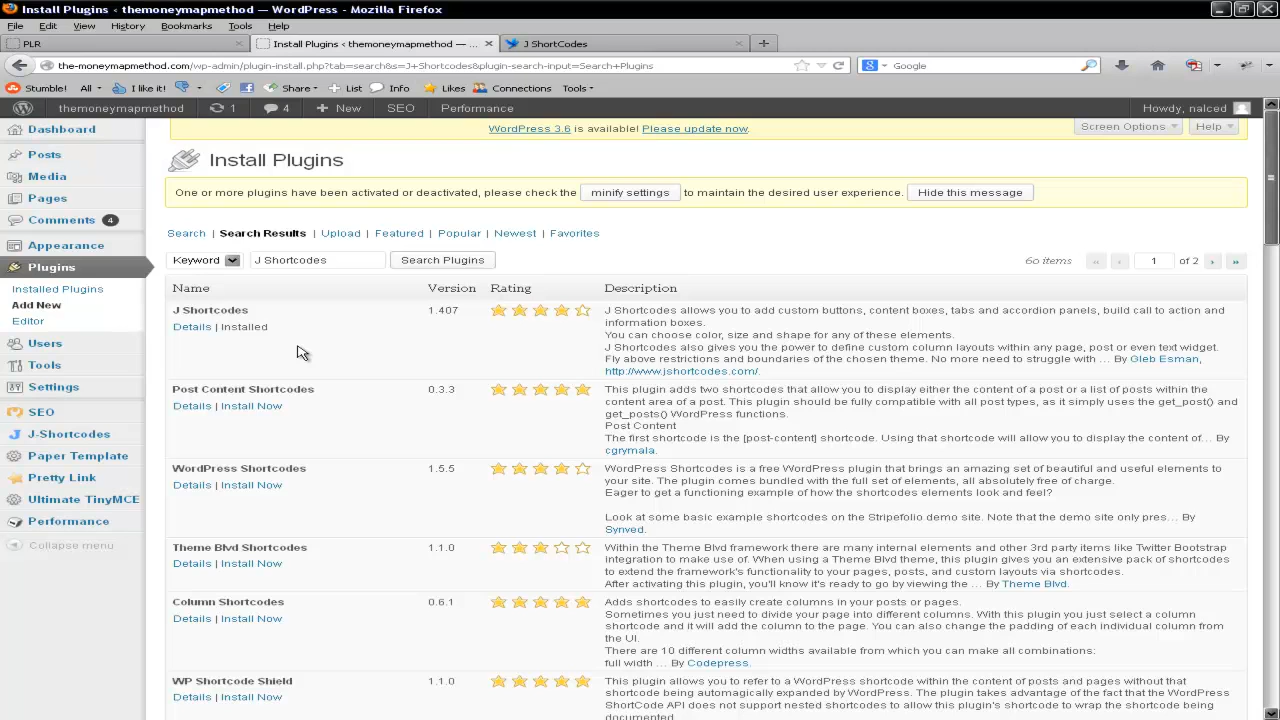 Install Plugins < themoneymapmethod — WordPress - Mozilla Firefox
File Edit View History Bookmarks Tools Help
PLR × Install Plugins < themoneymapmethod — ... × J ShortCodes × +
the-moneymapmethod.com/wp-admin/plugin-install.php?tab=search&s=J+Shortcodes&plugin-search-input=Search+Plugins Google
Stumble! All I like it! Share List Info Likes Connections Tools
themoneymapmethod 1 4 + New SEO Performance Howdy, nalced
WordPress 3.6 is available! Please update now.
Screen Options Help
Install Plugins
One or more plugins have been activated or deactivated, please check the minify settings to maintain the desired user experience. Hide this message
Search | Search Results | Upload | Featured | Popular | Newest | Favorites
Keyword J Shortcodes Search Plugins 60 items « ‹ 1 of 2 › »
Dashboard
Posts
Media
Pages
Comments 4
Appearance
Plugins
Installed Plugins
Add New
Editor
Users
Tools
Settings
SEO
J-Shortcodes
Paper Template
Pretty Link
Ultimate TinyMCE
Performance
Collapse menu
Name Version Rating Description
J Shortcodes 1.407 J Shortcodes allows you to add custom buttons, content boxes, tabs and accordion panels, build call to action and
information boxes.
Details | Installed
You can choose color, size and shape for any of these elements.
J Shortcodes also gives you the power to define custom column layouts within any page, post or even text widget.
Fly above restrictions and boundaries of the chosen theme. No more need to struggle with ... By Gleb Esman,
http://www.jshortcodes.com/.
Post Content Shortcodes 0.3.3 This plugin adds two shortcodes that allow you to display either the content of a post or a list of posts within the
Details | Install Now
content area of a post. This plugin should be fully compatible with all post types, as it simply uses the get_post() and
get_posts() WordPress functions.
Post Content
The first shortcode is the [post-content] shortcode. Using that shortcode will allow you to display the content of... By
cgrymala.
WordPress Shortcodes 1.5.5 WordPress Shortcodes is a free WordPress plugin that brings an amazing set of beautiful and useful elements to
Details | Install Now
your site. The plugin comes bundled with the full set of elements, all absolutely free of charge.
Eager to get a functioning example of how the shortcodes elements look and feel?
Look at some basic example shortcodes on the Stripefolio demo site. Note that the demo site only pres... By
Synved.
Theme Blvd Shortcodes 1.1.0 Within the Theme Blvd framework there are many internal elements and other 3rd party items like Twitter Bootstrap
Details | Install Now
integration to make use of. When using a Theme Blvd theme, this plugin gives you an extensive pack of shortcodes
to extend the framework's functionality to your pages, posts, and custom layouts via shortcodes.
After activating this plugin, you'll know it's ready to go by viewing the ... By Theme Blvd.
Column Shortcodes 0.6.1 Adds shortcodes to easily create columns in your posts or pages.
Details | Install Now
Sometimes you just need to divide your page into different columns. With this plugin you just select a column
shortcode and it will add the column to the page. You can also change the padding of each individual column from
the UI.
There are 10 different column widths available from which you can make all combinations:
full width ... By Codepress.
WP Shortcode Shield 1.1.0 This plugin allows you to refer to a WordPress shortcode within the content of posts and pages without that
Details | Install Now
shortcode being automagically expanded by WordPress. The plugin takes advantage of the fact that the WordPress
ShortCode API does not support nested shortcodes to allow this plugin's shortcode to wrap the shortcode being
documented.